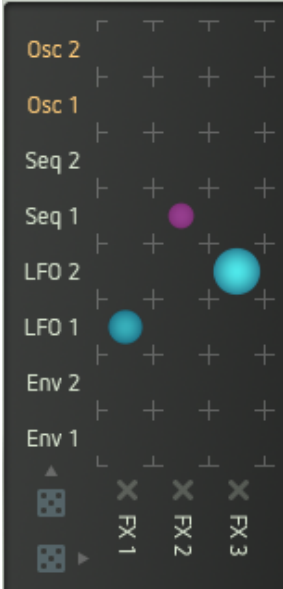 Osc 2
Osc 1
Seq 2
Seq 1
LFO 2
LFO 1
Env 2
Env 1
FX 1
FX 2
FX 3